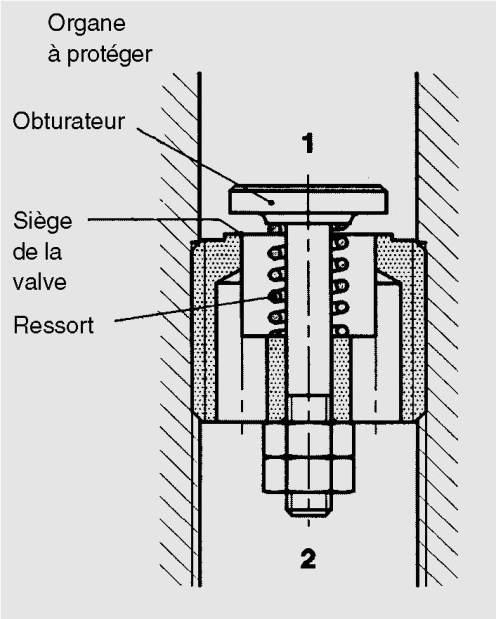 Organe
à protéger
Obturateur
1
Siège
de la
valve
Ressort
2